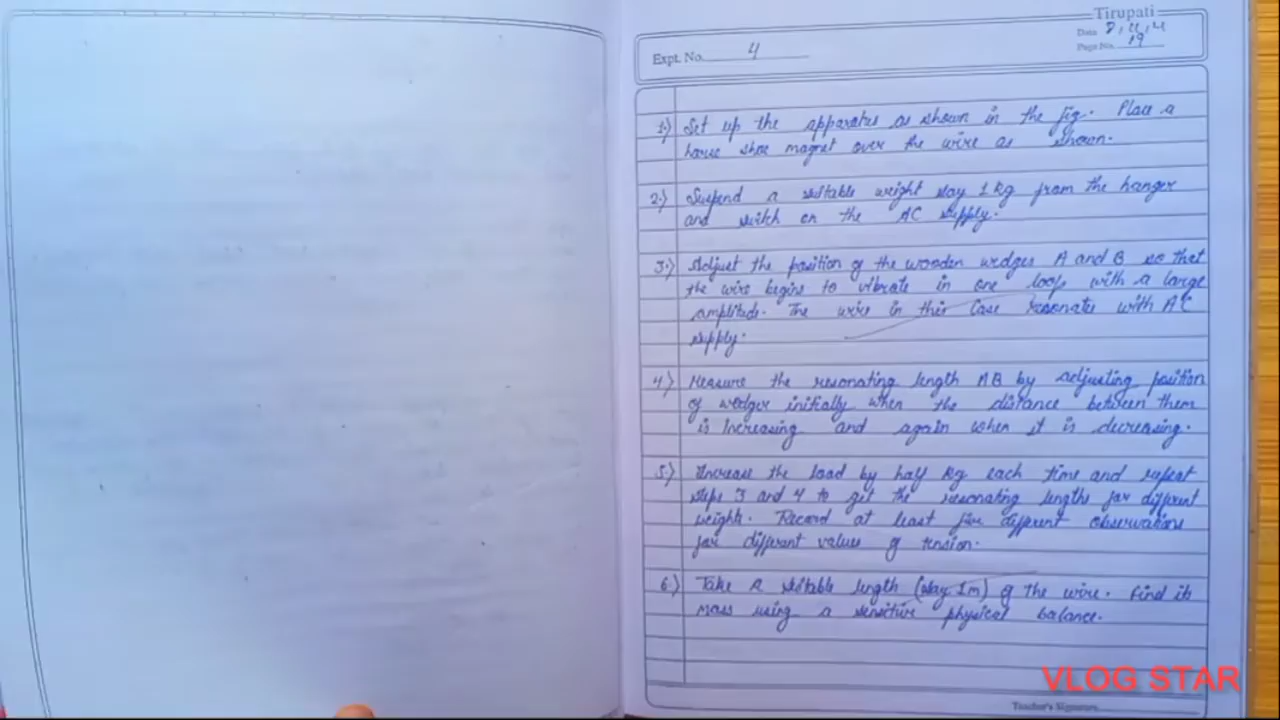 Tirupati
Expt. No. 4
Date
Page No. 19
1.) Set up the apparatus as shown in the fig. Place a
horse shoe magnet over the wire as shown.
2.) Suspend a suitable weight say 1 kg from the hanger
and switch on the AC supply.
3.) Adjust the position of the wooden wedges A and B so that
the wire begins to vibrate in one loop with a large
amplitude. The wire in this case resonates with AC
supply.
4.) Measure the resonating length AB by adjusting position
of wedges initially when the distance between them
is Increasing and again when it is decreasing.
5.) Increase the load by half kg each time and repeat
steps 3 and 4 to get the resonating lengths for different
weights. Record at least five different observations
for different values of tension.
6.) Take a suitable length (say 1m) of the wire. Find its
mass using a sensitive physical balance.
Teacher's Signature
VLOG STAR